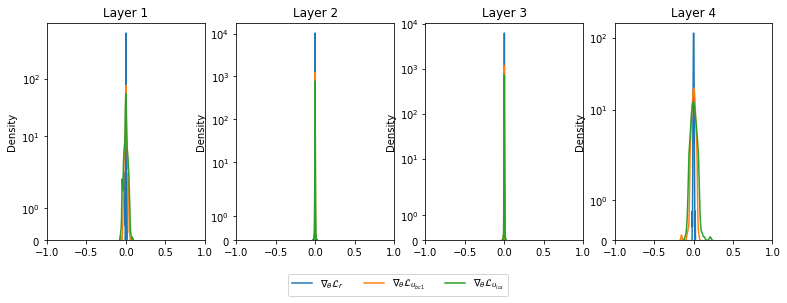 Layer 1 Layer 2 Layer 3 Layer 4
Density 10² 10¹ 10⁰ 0
Density 10⁴ 10³ 10² 10¹ 10⁰ 0
Density 10⁴ 10³ 10² 10¹ 10⁰ 0
Density 10² 10¹ 10⁰ 0
−1.0 −0.5 0.0 0.5 1.0 −1.0 −0.5 0.0 0.5 1.0 −1.0 −0.5 0.0 0.5 1.0 −1.0 −0.5 0.0 0.5 1.0
∇θℒr ∇θℒu_bc1 ∇θℒu_ics